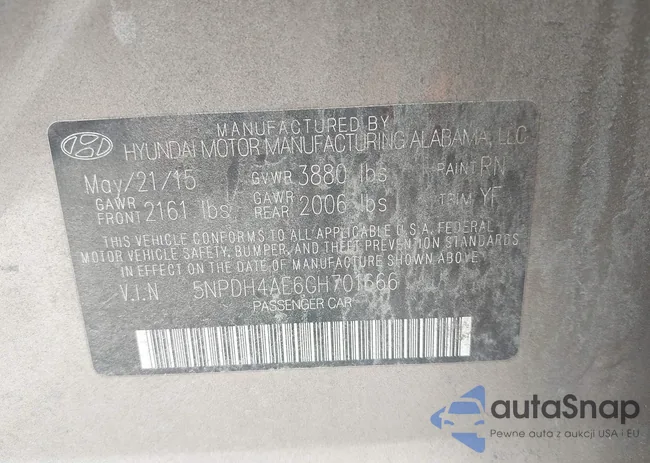 MANUFACTURED BY
HYUNDAI MOTOR MANUFACTURING ALABAMA, LLC
May/21/15 GVWR 3880 lbs PAINT RN
GAWR FRONT 2161 lbs GAWR REAR 2006 lbs TRIM YF
THIS VEHICLE CONFORMS TO ALL APPLICABLE U.S.A. FEDERAL
MOTOR VEHICLE SAFETY, BUMPER, AND THEFT PREVENTION STANDARDS
IN EFFECT ON THE DATE OF MANUFACTURE SHOWN ABOVE.
V.I.N 5NPDH4AE6GH701666
PASSENGER CAR
autaSnap
Pewne auta z aukcji USA i EU